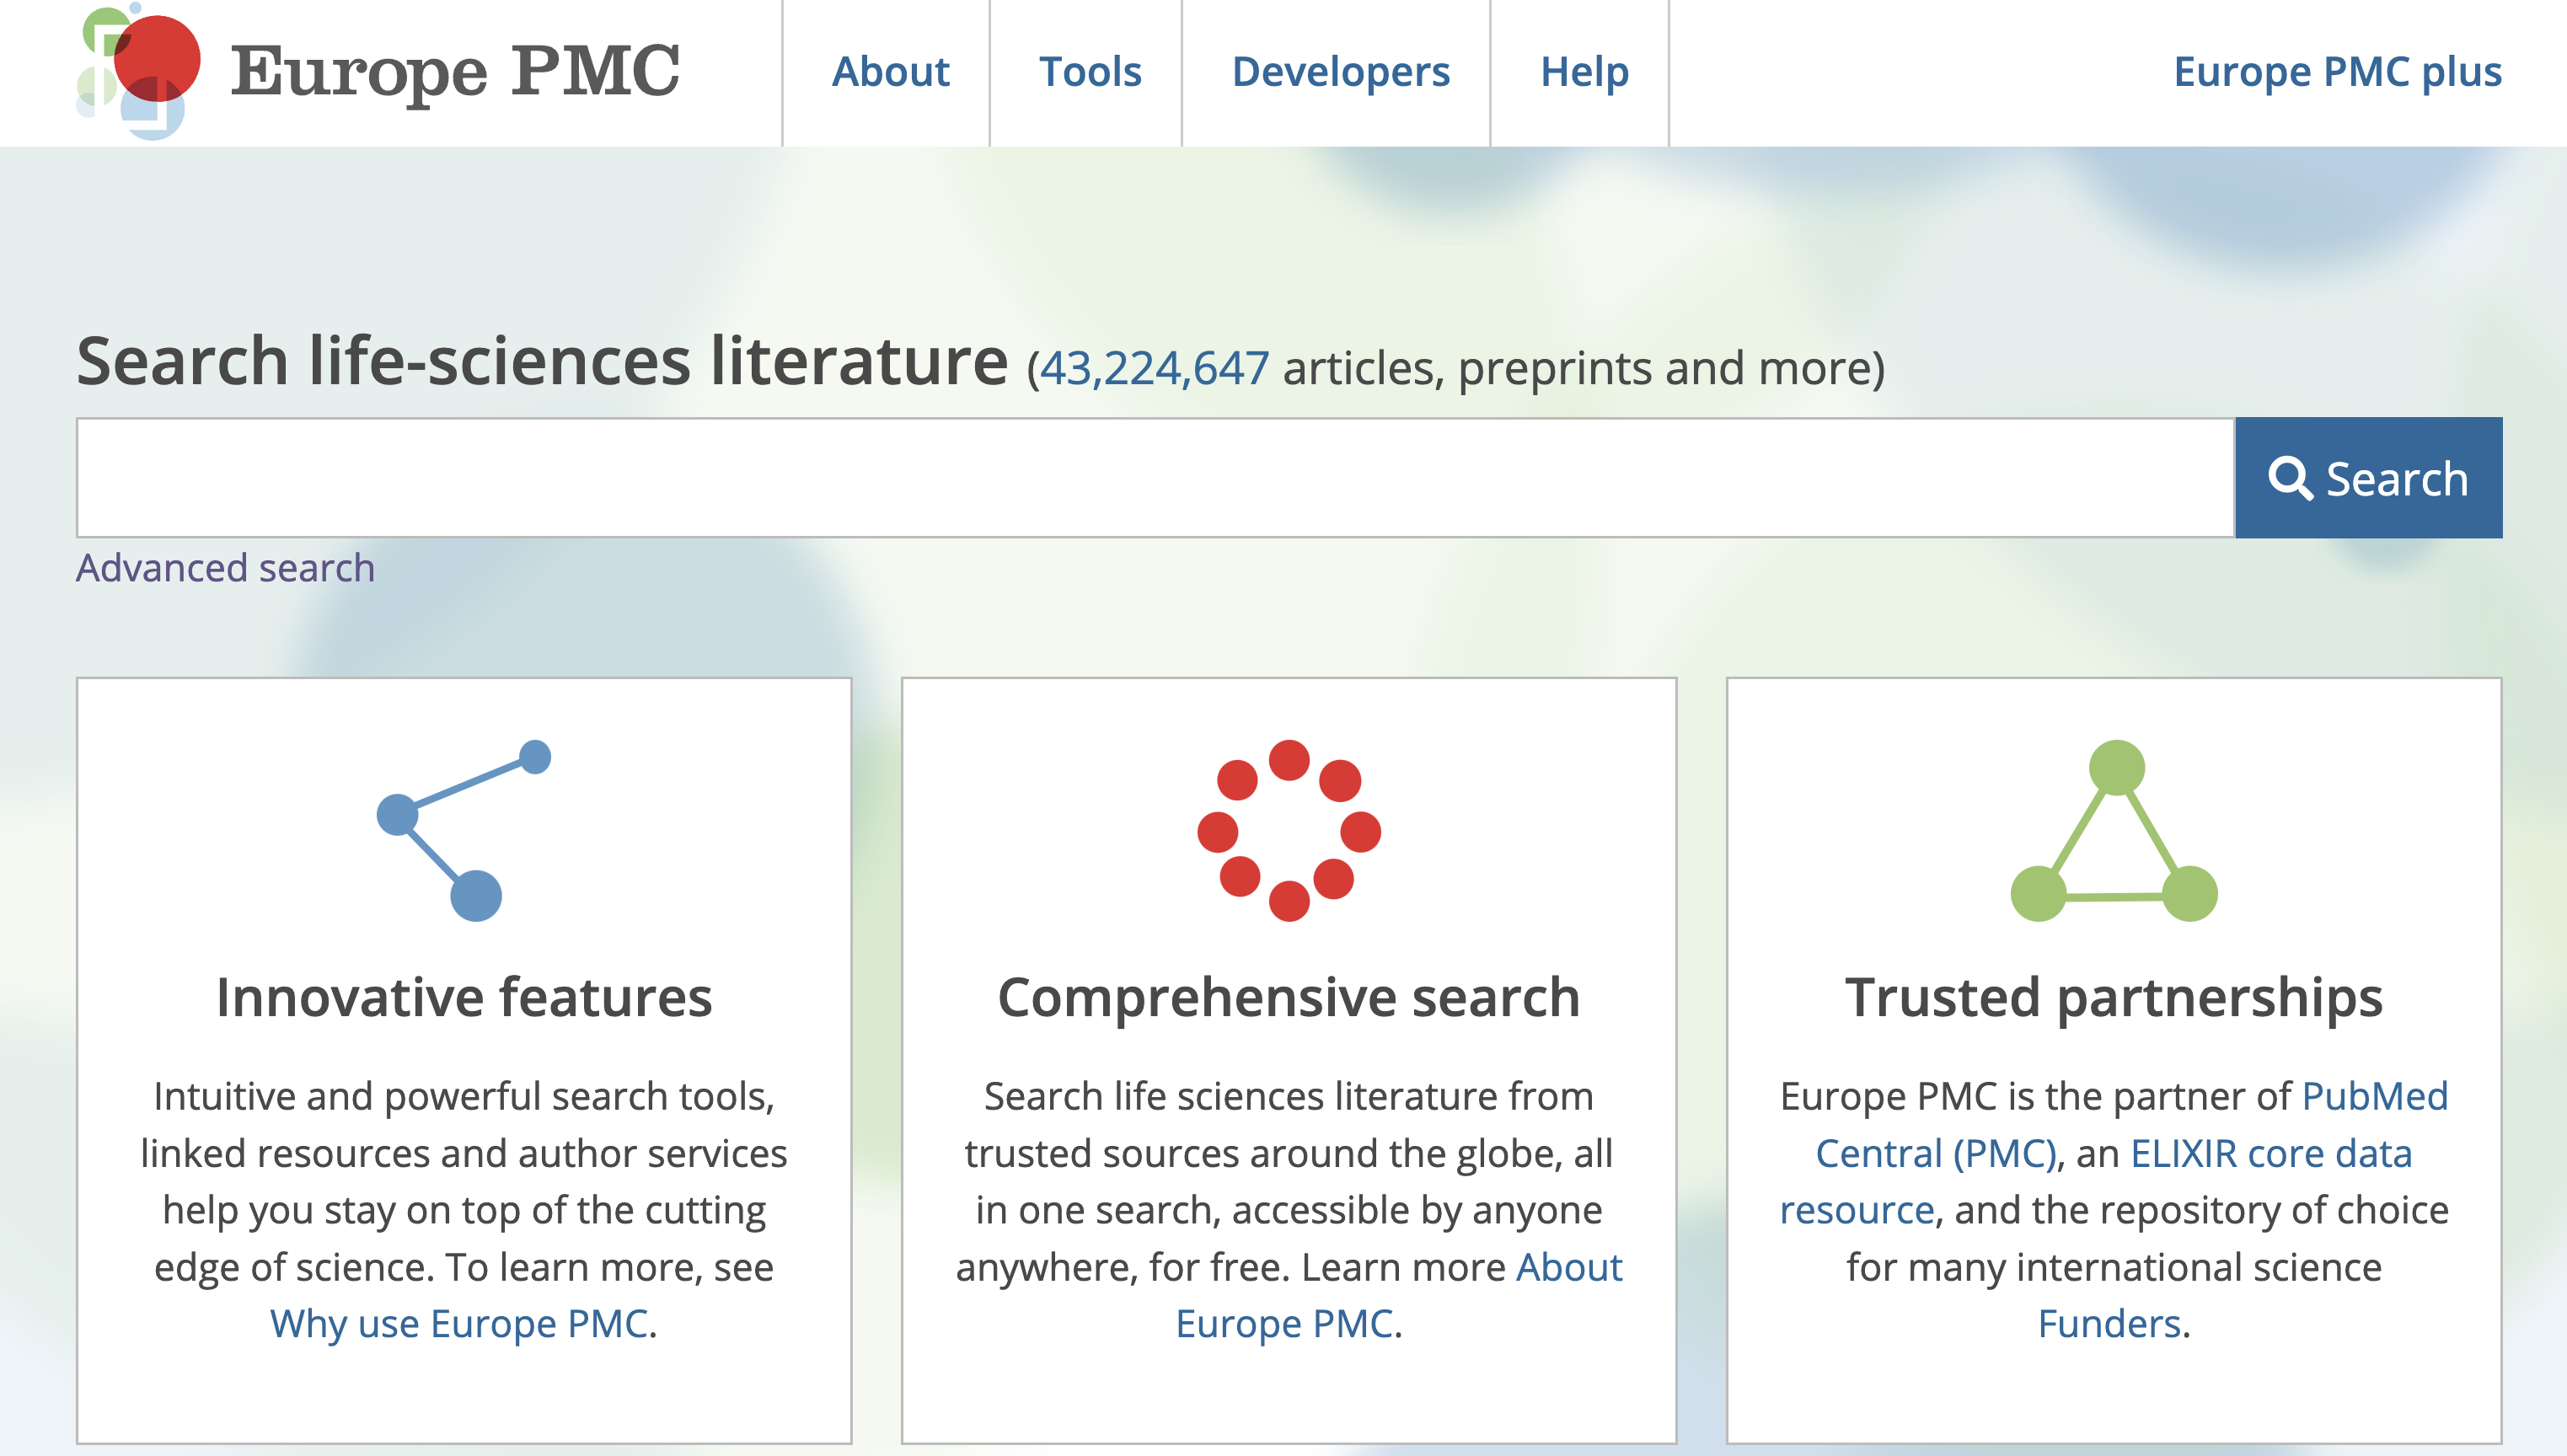 Europe PMC
About
Tools
Developers
Help
Europe PMC plus
Search life-sciences literature (43,224,647 articles, preprints and more)
Search
Advanced search
Innovative features
Intuitive and powerful search tools,
linked resources and author services
help you stay on top of the cutting
edge of science. To learn more, see
Why use Europe PMC.
Comprehensive search
Search life sciences literature from
trusted sources around the globe, all
in one search, accessible by anyone
anywhere, for free. Learn more About
Europe PMC.
Trusted partnerships
Europe PMC is the partner of PubMed
Central (PMC), an ELIXIR core data
resource, and the repository of choice
for many international science
Funders.